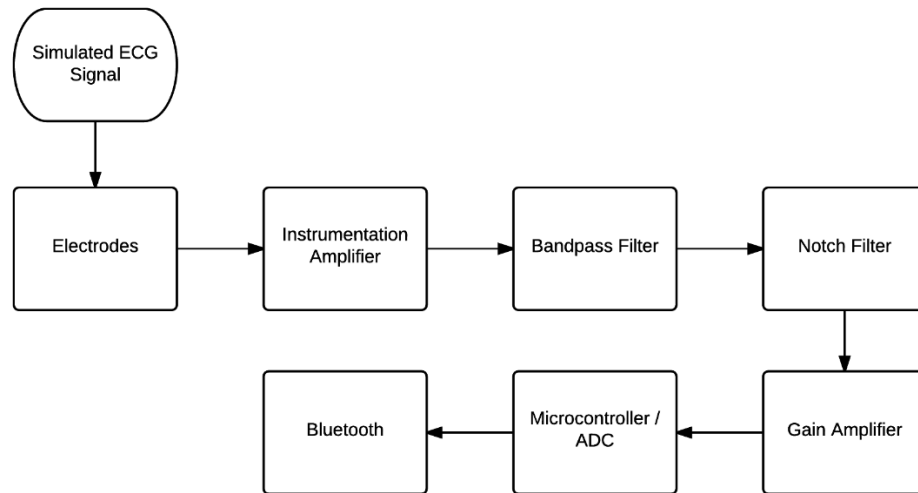 Simulated ECG
Signal
Electrodes
Instrumentation
Amplifier
Bandpass Filter
Notch Filter
Bluetooth
Microcontroller /
ADC
Gain Amplifier